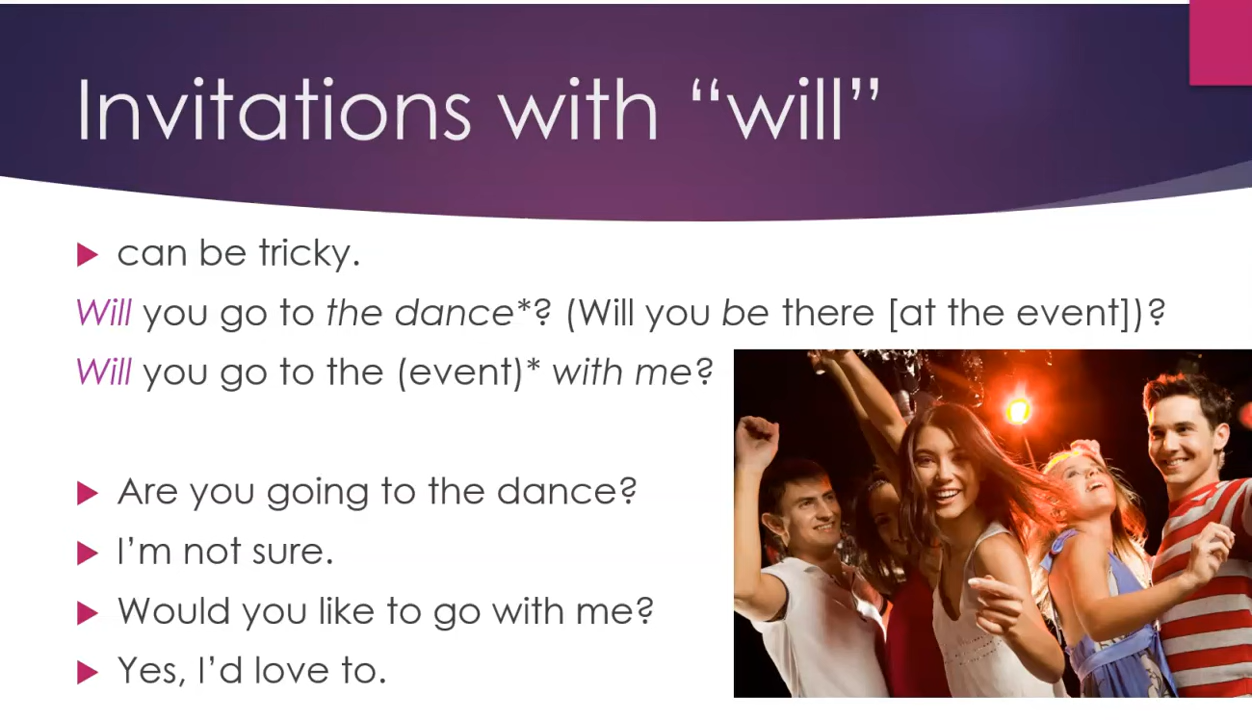 Invitations with “will”
can be tricky.
Will you go to the dance*? (Will you be there [at the event])?
Will you go to the (event)* with me?
Are you going to the dance?
I’m not sure.
Would you like to go with me?
Yes, I’d love to.